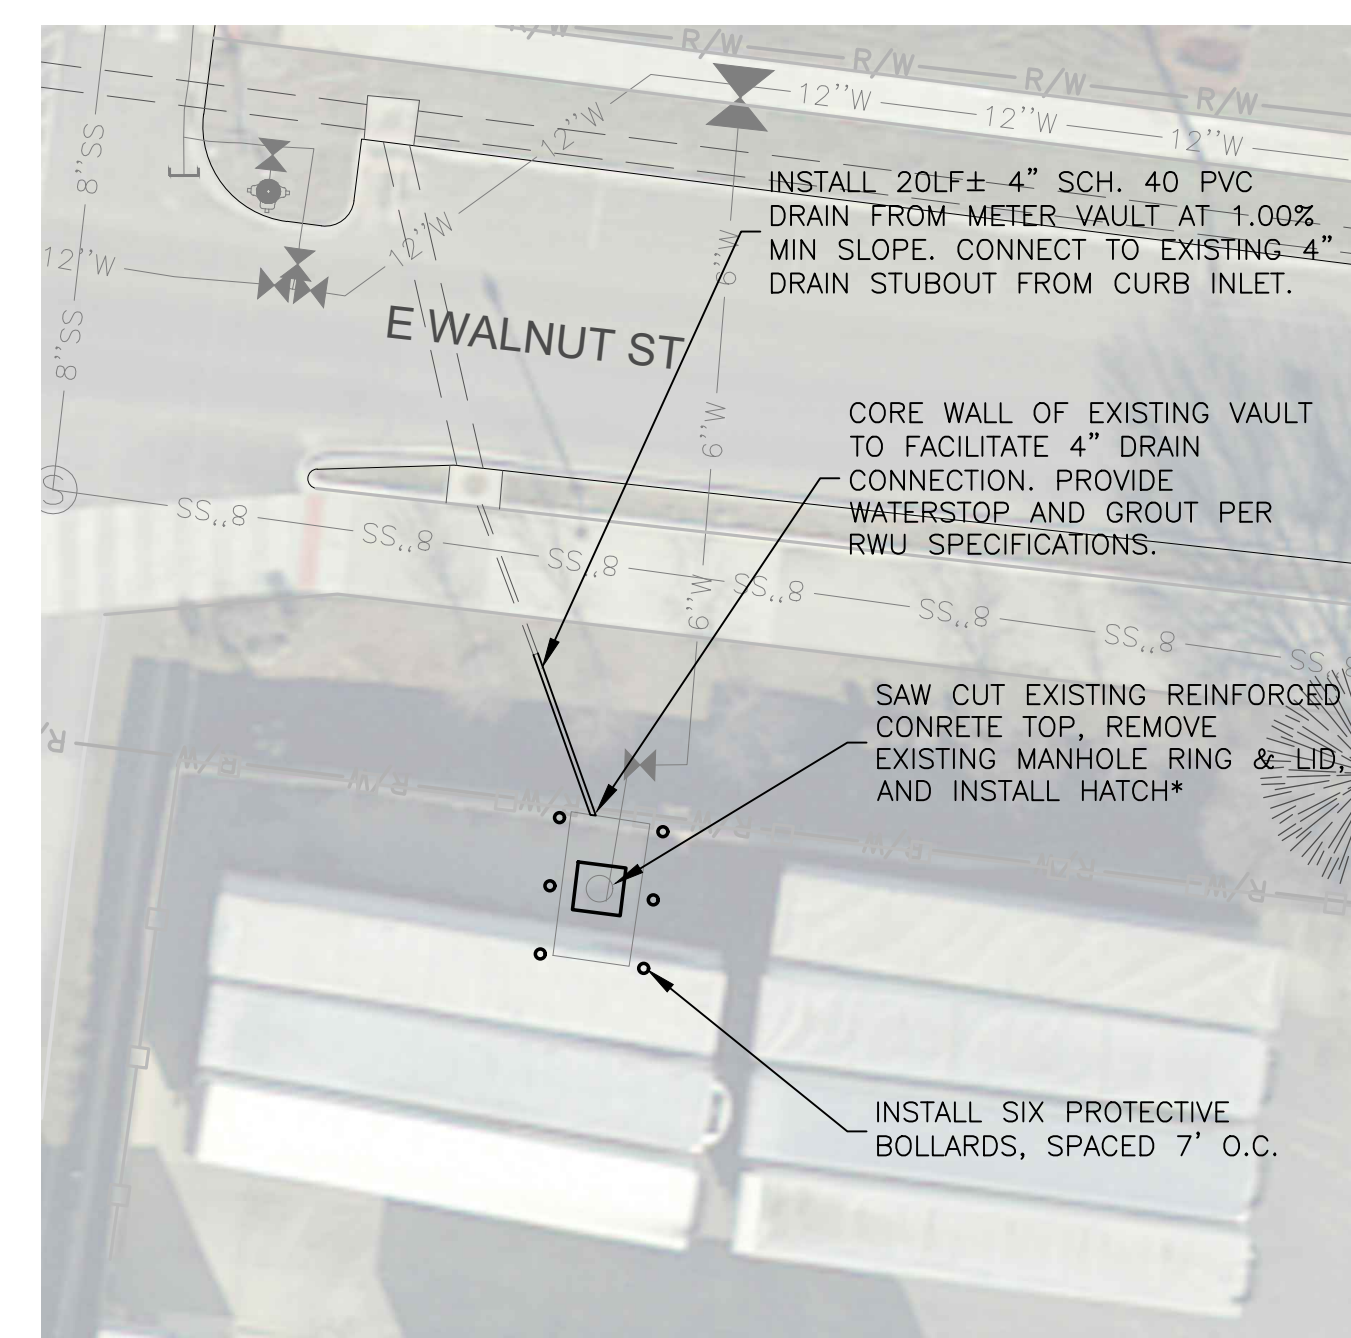 R/W R/W R/W R/W R/W
12"W 12"W 12"W
12"W
8"SS
INSTALL 20LF± 4" SCH. 40 PVC
DRAIN FROM METER VAULT AT 1.00%
MIN SLOPE. CONNECT TO EXISTING 4"
DRAIN STUBOUT FROM CURB INLET.
12"W
12"W
6"W
8"SS
E WALNUT ST
6"W
CORE WALL OF EXISTING VAULT
TO FACILITATE 4" DRAIN
CONNECTION. PROVIDE
WATERSTOP AND GROUT PER
RWU SPECIFICATIONS.
S
8"SS 8"SS 8"SS 8"SS 8"SS 8"SS SS
6"W
SAW CUT EXISTING REINFORCED
CONRETE TOP, REMOVE
EXISTING MANHOLE RING & LID,
AND INSTALL HATCH*
R/W R/W R/W R/W R/W R/W R/W
INSTALL SIX PROTECTIVE
BOLLARDS, SPACED 7' O.C.